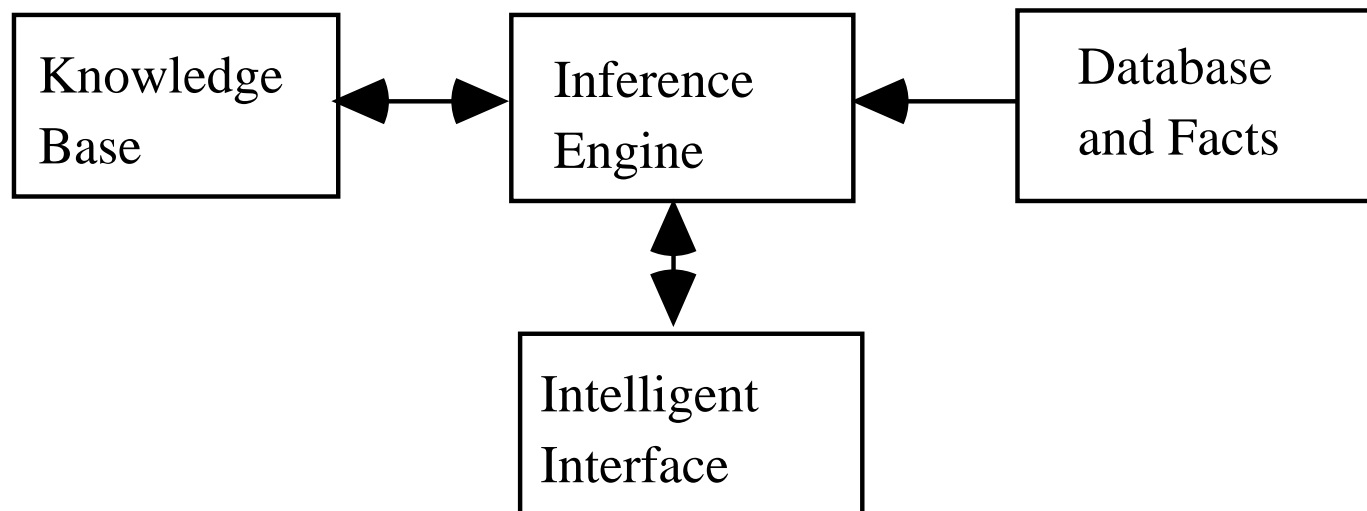 Knowledge
Base
Inference
Engine
Database
and Facts
Intelligent
Interface